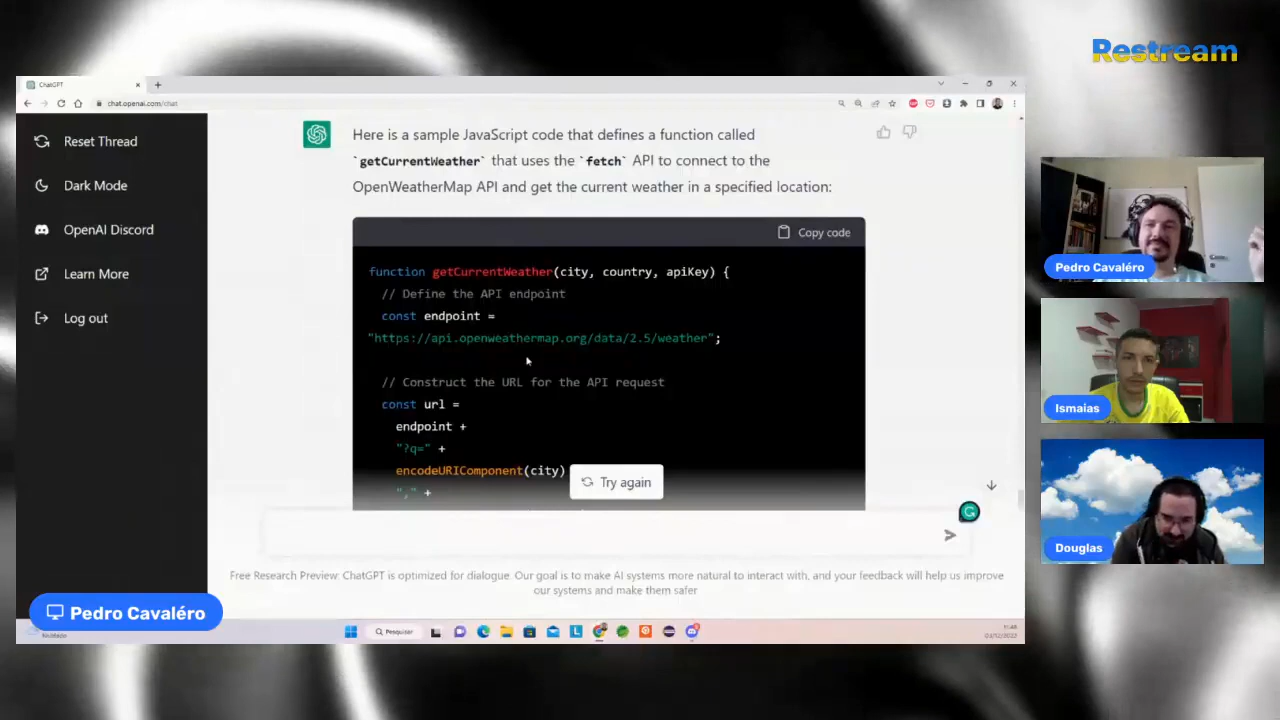 Restream
ChatGPT
chat.openai.com/chat
Reset Thread
Dark Mode
OpenAI Discord
Learn More
Log out
Here is a sample JavaScript code that defines a function called
`getCurrentWeather` that uses the `fetch` API to connect to the
OpenWeatherMap API and get the current weather in a specified location:
Copy code
function getCurrentWeather(city, country, apiKey) {
// Define the API endpoint
const endpoint =
"https://api.openweathermap.org/data/2.5/weather";
// Construct the URL for the API request
const url =
endpoint +
"?q=" +
encodeURIComponent(city)
"," +
Try again
Free Research Preview: ChatGPT is optimized for dialogue. Our goal is to make AI systems more natural to interact with, and your feedback will help us improve
our systems and make them safer
Pedro Cavaléro
Pesquisar
Pedro Cavaléro
Ismaias
Douglas